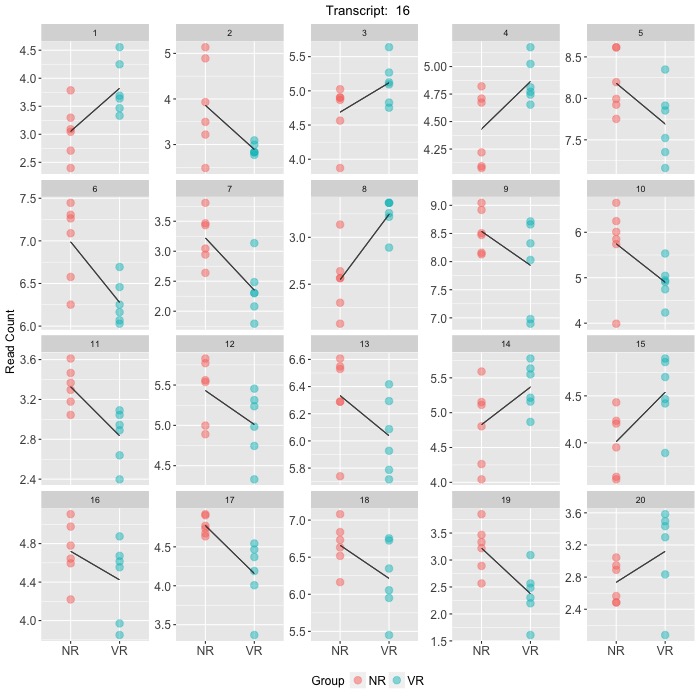 Transcript: 16
1 2 3 4 5
4.5 4.0 3.5 3.0 2.5
5 4 3
5.5 5.0 4.5 4.0
5.00 4.75 4.50 4.25
8.5 8.0 7.5
6 7 8 9 10
7.5 7.0 6.5 6.0
3.5 3.0 2.5 2.0
3.0 2.5
9.0 8.5 8.0 7.5 7.0
6 5 4
Read Count
11 12 13 14 15
3.6 3.2 2.8 2.4
5.5 5.0 4.5
6.6 6.4 6.2 6.0 5.8
5.5 5.0 4.5 4.0
4.5 4.0
16 17 18 19 20
4.8 4.4 4.0
4.5 4.0 3.5
7.0 6.5 6.0 5.5
3.5 3.0 2.5 2.0 1.5
3.6 3.2 2.8 2.4
NR VR NR VR NR VR NR VR NR VR
Group NR VR